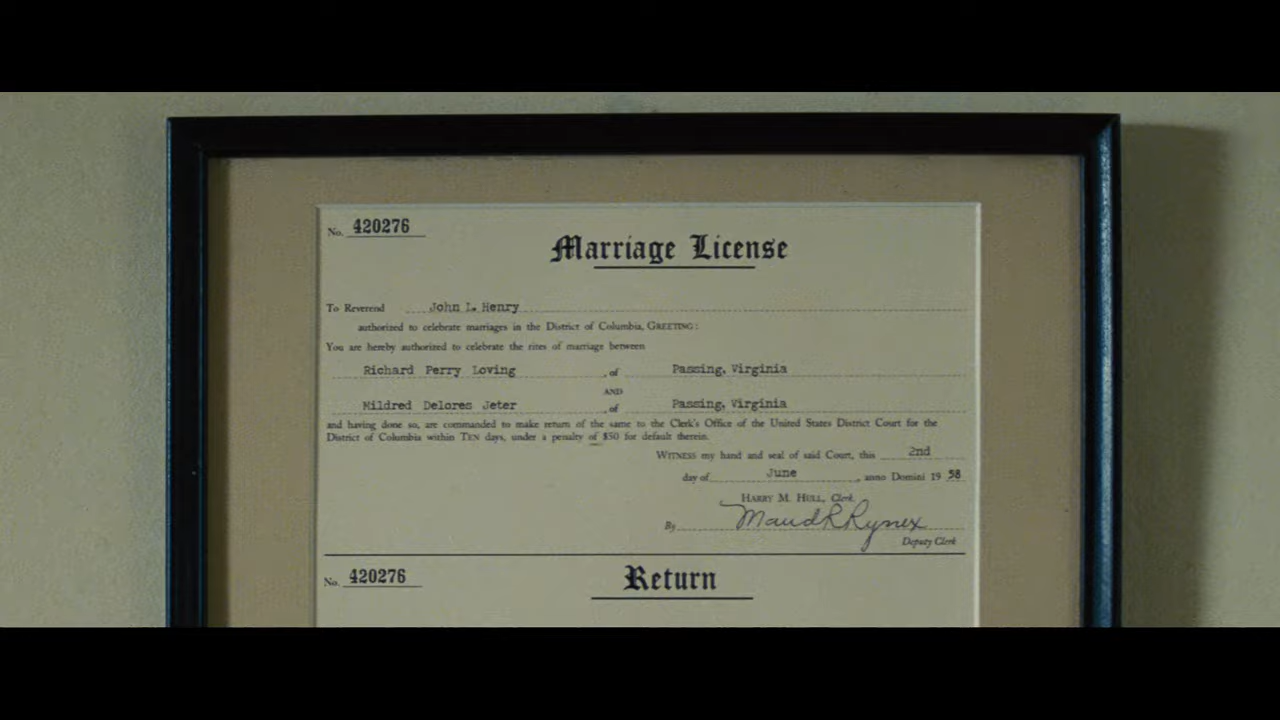 No. 420276
Marriage License
To Reverend John L. Henry
authorized to celebrate marriages in the District of Columbia, GREETING:
You are hereby authorized to celebrate the rites of marriage between
Richard Perry Loving, of Passing, Virginia
AND
Mildred Delores Jeter, of Passing, Virginia
and having done so, are commanded to make return of the same to the Clerk's Office of the United States District Court for the
District of Columbia within TEN days, under a penalty of $50 for default therein.
WITNESS my hand and seal of said Court, this 2nd
day of June, anno Domini 19 58
HARRY M. HULL, Clerk.
By Maud R Rynex
Deputy Clerk
No. 420276 Return